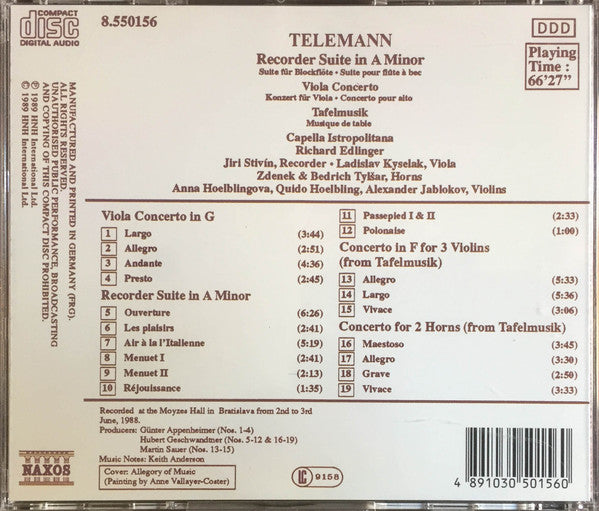 COMPACT
disc
DIGITAL AUDIO
8.550156
DDD
Playing
Time :
66'27"
TELEMANN
Recorder Suite in A Minor
Suite für Blockflöte · Suite pour flûte à bec
Viola Concerto
Konzert für Viola · Concerto pour alto
Tafelmusik
Musique de table
Capella Istropolitana
Richard Edlinger
Jiri Stivín, Recorder · Ladislav Kyselak, Viola
Zdenek & Bedrich Tylšar, Horns
Anna Hoelblingova, Quido Hoelbling, Alexander Jablokov, Violins
MANUFACTURED AND PRINTED IN GERMANY (FRG).
ALL RIGHTS RESERVED.
UNAUTHORISED PUBLIC PERFORMANCE, BROADCASTING
AND COPYING OF THIS COMPACT DISC PROHIBITED.
℗ 1989 HNH International Ltd.
© 1989 HNH International Ltd.
Viola Concerto in G
1 Largo (3:44)
2 Allegro (2:51)
3 Andante (4:36)
4 Presto (2:45)
Recorder Suite in A Minor
5 Ouverture (6:26)
6 Les plaisirs (2:41)
7 Air à la l'Italienne (5:19)
8 Menuet I (2:41)
9 Menuet II (2:13)
10 Réjouissance (1:35)
11 Passepied I & II (2:33)
12 Polonaise (1:00)
Concerto in F for 3 Violins
(from Tafelmusik)
13 Allegro (5:33)
14 Largo (5:36)
15 Vivace (3:06)
Concerto for 2 Horns (from Tafelmusik)
16 Maestoso (3:45)
17 Allegro (3:30)
18 Grave (2:50)
19 Vivace (3:33)
Recorded at the Moyzes Hall in Bratislava from 2nd to 3rd
June, 1988.
Producers: Günter Appenheimer (Nos. 1-4)
Hubert Geschwandtner (Nos. 5-12 & 16-19)
Martin Sauer (Nos. 13-15)
Music Notes: Keith Anderson
Cover: Allegory of Music
(Painting by Anne Vallayer-Coster)
NAXOS
LC 9158
4 891030 501560